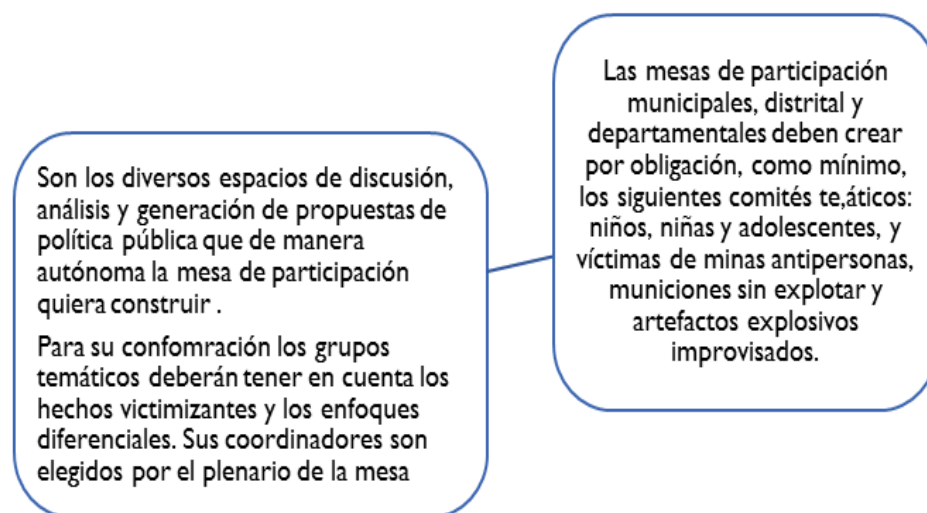 Son los diversos espacios de discusión,
análisis y generación de propuestas de
política pública que de manera
autónoma la mesa de participación
quiera construir .
Para su confomración los grupos
temáticos deberán tener en cuenta los
hechos victimizantes y los enfoques
diferenciales. Sus coordinadores son
elegidos por el plenario de la mesa
Las mesas de participación
municipales, distrital y
departamentales deben crear
por obligación, como mínimo,
los siguientes comités te,áticos:
niños, niñas y adolescentes, y
víctimas de minas antipersonas,
municiones sin explotar y
artefactos explosivos
improvisados.